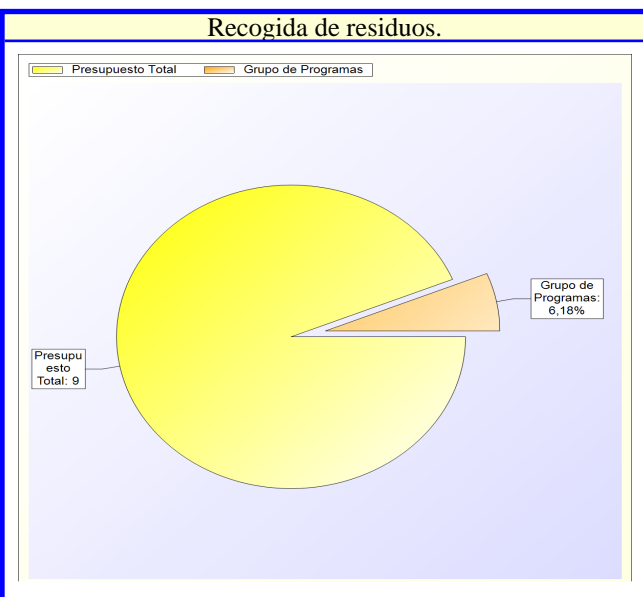 Recogida de residuos.
Presupuesto Total Grupo de Programas
Grupo de
Programas:
6,18%
Presupu
esto
Total: 9